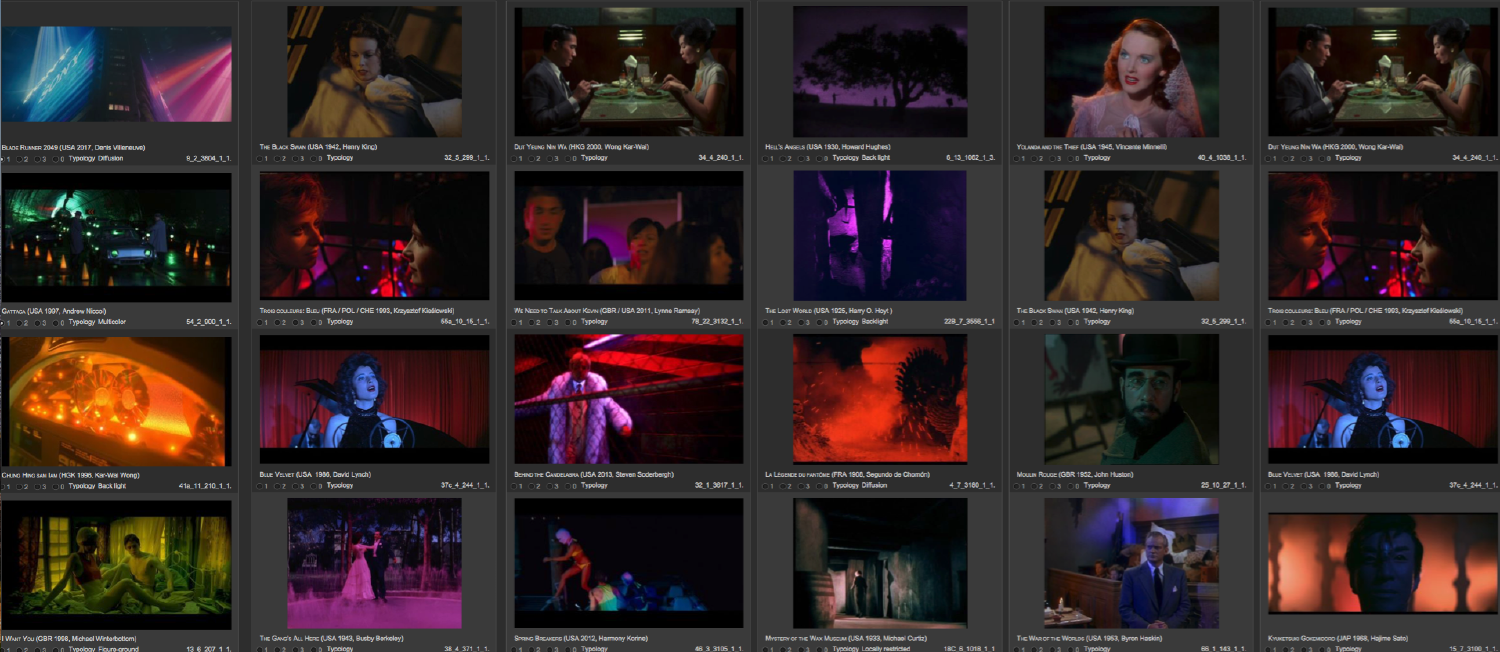 BLADE RUNNER 2049 (USA 2017, Denis Villeneuve)
1 2 3 0 Typology Diffusion 9_2_3604_1_1.
THE BLACK SWAN (USA 1942, Henry King)
1 2 3 0 Typology 32_5_299_1_1.
DUT YEUNG NIN WA (HKG 2000, Wong Kar-Wai)
1 2 3 0 Typology 34_4_240_1_1.
HELL'S ANGELS (USA 1930, Howard Hughes)
1 2 3 0 Typology Back light 6_13_1062_1_3.
YOLANDA AND THE THIEF (USA 1945, Vincente Minnelli)
1 2 3 0 Typology 40_4_1036_1_1.
DUT YEUNG NIN WA (HKG 2000, Wong Kar-Wai)
1 2 3 0 Typology 34_4_240_1_1.
GATTACA (USA 1997, Andrew Niccol)
1 2 3 0 Typology Multicolor 54_2_900_1_1.
TROIS COULEURS: BLEU (FRA / POL / CHE 1993, Krzysztof Kieślowski)
1 2 3 0 Typology 55a_10_15_1_1.
WE NEED TO TALK ABOUT KEVIN (GBR / USA 2011, Lynne Ramsay)
1 2 3 0 Typology 78_22_3132_1_1.
THE LOST WORLD (USA 1925, Harry O. Hoyt )
1 2 3 0 Typology Backlight 229_7_3556_1_1
THE BLACK SWAN (USA 1942, Henry King)
1 2 3 0 Typology 32_5_299_1_1.
TROIS COULEURS: BLEU (FRA / POL / CHE 1993, Krzysztof Kieślowski)
1 2 3 0 Typology 55a_10_15_1_1.
CHUNG HING SAM LAM (HGK 1996, Kar-Wai Wong)
1 2 3 0 Typology Back light 41a_11_210_1_1.
BLUE VELVET (USA 1986, David Lynch)
1 2 3 0 Typology 37c_4_244_1_1.
BEHIND THE CANDELABRA (USA 2013, Steven Soderbergh)
1 2 3 0 Typology 32_1_3617_1_1.
LA LÉGENDE DU FANTÔME (FRA 1908, Segundo de Chomón)
1 2 3 0 Typology Diffusion 4_7_3180_1_1.
MOULIN ROUGE (GBR 1952, John Huston)
1 2 3 0 Typology 25_10_27_1_1.
BLUE VELVET (USA 1986, David Lynch)
1 2 3 0 Typology 37c_4_244_1_1.
I WANT YOU (GBR 1998, Michael Winterbottom)
1 2 3 0 Typology Figure-ground 13_6_207_1_1.
THE GANG'S ALL HERE (USA 1943, Busby Berkeley)
1 2 3 0 Typology 38_4_371_1_1.
SPRING BREAKERS (USA 2012, Harmony Korine)
1 2 3 0 Typology 46_3_3105_1_1.
MYSTERY OF THE WAX MUSEUM (USA 1933, Michael Curtiz)
1 2 3 0 Typology Locally restricted 18C_6_1018_1_1.
THE WAR OF THE WORLDS (USA 1953, Byron Haskin)
1 2 3 0 Typology 66_1_143_1_1.
KYUKETSUKI GOKEMIDORO (JAP 1968, Hajime Sato)
1 2 3 0 Typology 15_7_3168_1_1.